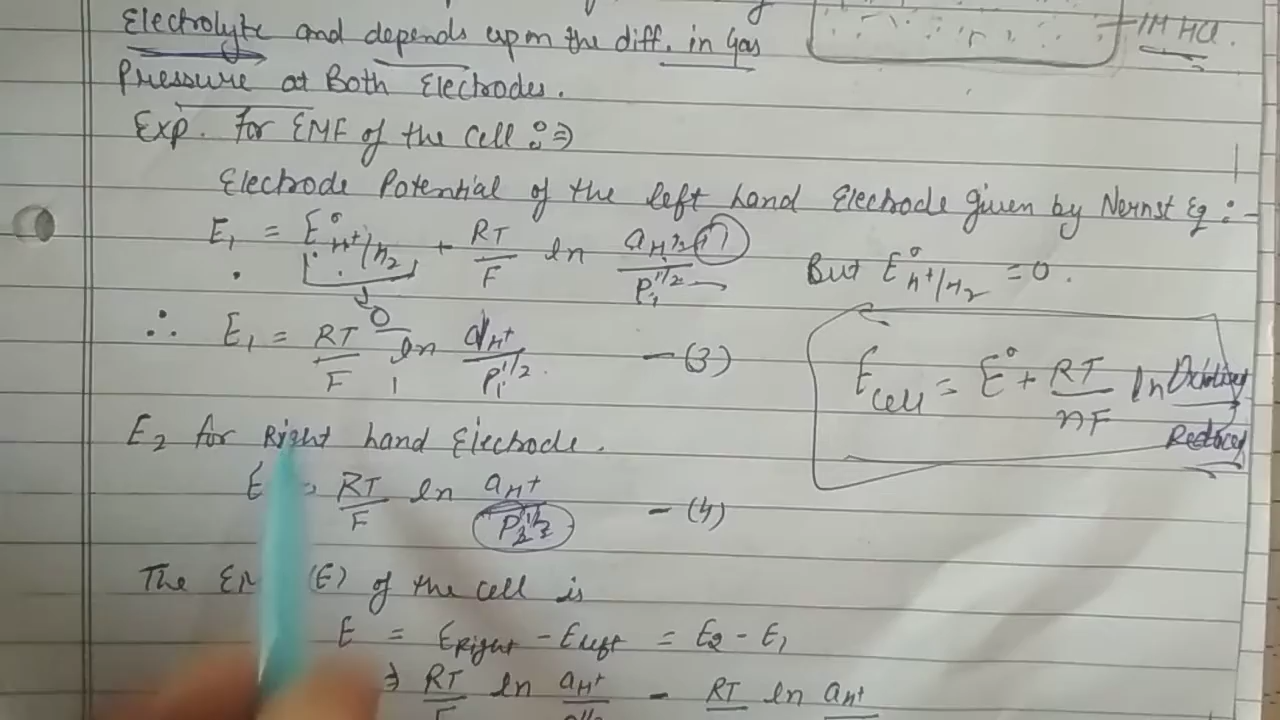 Electrolyte and depends upon the diff. in Gas
1M HCl.
Pressure at Both Electrodes.
Exp. For EMF of the Cell :⇒
Electrode Potential of the left hand Electrode Given by Nernst Eq :-
E₁ = E°H⁺/H₂ + RT/F ln aH⁺/P₁^1/2 But E°H⁺/H₂ = 0.
0
∴ E₁ = RT/F ln aH⁺/P₁^1/2. —(3)
Ecell = E° + RT/nF ln
E₂ for Right hand Electrode.
E = RT/F ln aH⁺/P₂^1/2 —(4)
The (E) of the cell is
E = ERight - Eleft = E₂ - E₁
⇒ RT/F ln aH⁺ - RT ln aH⁺